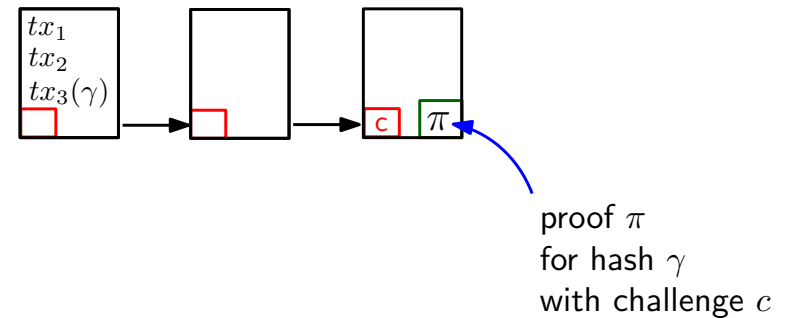 tx₁
tx₂
tx₃(γ)
c
π
proof π
for hash γ
with challenge c